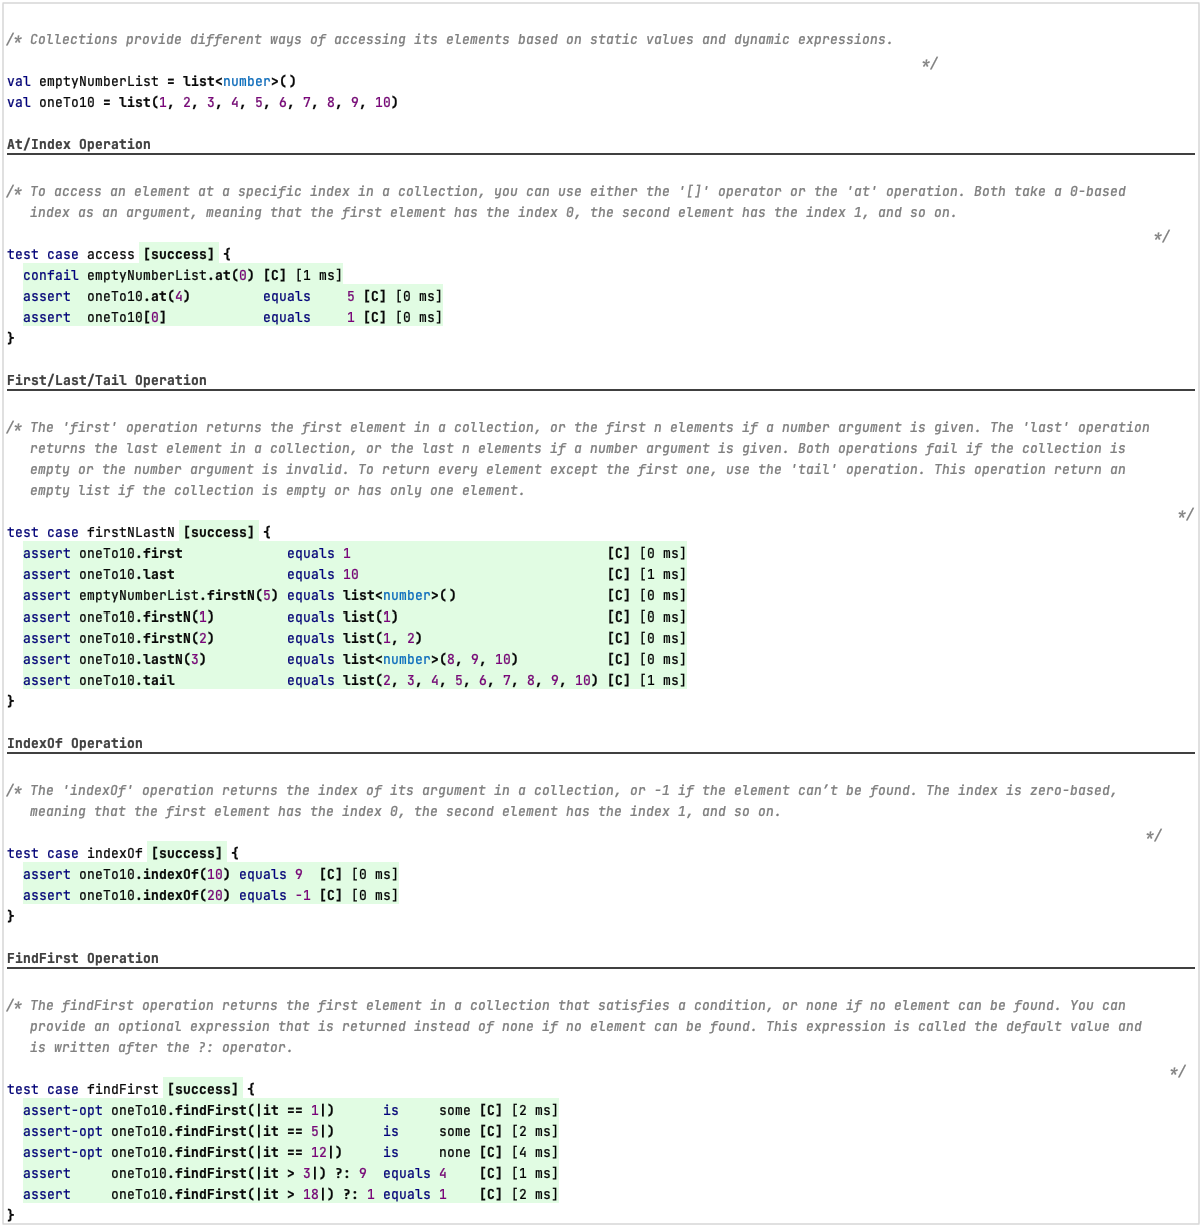 /* Collections provide different ways of accessing its elements based on static values and dynamic expressions.
*/
val emptyNumberList = list<number>()
val oneTo10 = list(1, 2, 3, 4, 5, 6, 7, 8, 9, 10)
At/Index Operation
/* To access an element at a specific index in a collection, you can use either the '[]' operator or the 'at' operation. Both take a 0-based
index as an argument, meaning that the first element has the index 0, the second element has the index 1, and so on.
*/
test case access [success] {
confail emptyNumberList.at(0) [C] [1 ms]
assert oneTo10.at(4) equals 5 [C] [0 ms]
assert oneTo10[0] equals 1 [C] [0 ms]
}
First/Last/Tail Operation
/* The 'first' operation returns the first element in a collection, or the first n elements if a number argument is given. The 'last' operation
returns the last element in a collection, or the last n elements if a number argument is given. Both operations fail if the collection is
empty or the number argument is invalid. To return every element except the first one, use the 'tail' operation. This operation return an
empty list if the collection is empty or has only one element.
*/
test case firstNLastN [success] {
assert oneTo10.first equals 1 [C] [0 ms]
assert oneTo10.last equals 10 [C] [1 ms]
assert emptyNumberList.firstN(5) equals list<number>() [C] [0 ms]
assert oneTo10.firstN(1) equals list(1) [C] [0 ms]
assert oneTo10.firstN(2) equals list(1, 2) [C] [0 ms]
assert oneTo10.lastN(3) equals list<number>(8, 9, 10) [C] [0 ms]
assert oneTo10.tail equals list(2, 3, 4, 5, 6, 7, 8, 9, 10) [C] [1 ms]
}
IndexOf Operation
/* The 'indexOf' operation returns the index of its argument in a collection, or -1 if the element can’t be found. The index is zero-based,
meaning that the first element has the index 0, the second element has the index 1, and so on.
*/
test case indexOf [success] {
assert oneTo10.indexOf(10) equals 9 [C] [0 ms]
assert oneTo10.indexOf(20) equals -1 [C] [0 ms]
}
FindFirst Operation
/* The findFirst operation returns the first element in a collection that satisfies a condition, or none if no element can be found. You can
provide an optional expression that is returned instead of none if no element can be found. This expression is called the default value and
is written after the ?: operator.
*/
test case findFirst [success] {
assert-opt oneTo10.findFirst(|it == 1|) is some [C] [2 ms]
assert-opt oneTo10.findFirst(|it == 5|) is some [C] [2 ms]
assert-opt oneTo10.findFirst(|it == 12|) is none [C] [4 ms]
assert oneTo10.findFirst(|it > 3|) ?: 9 equals 4 [C] [1 ms]
assert oneTo10.findFirst(|it > 18|) ?: 1 equals 1 [C] [2 ms]
}